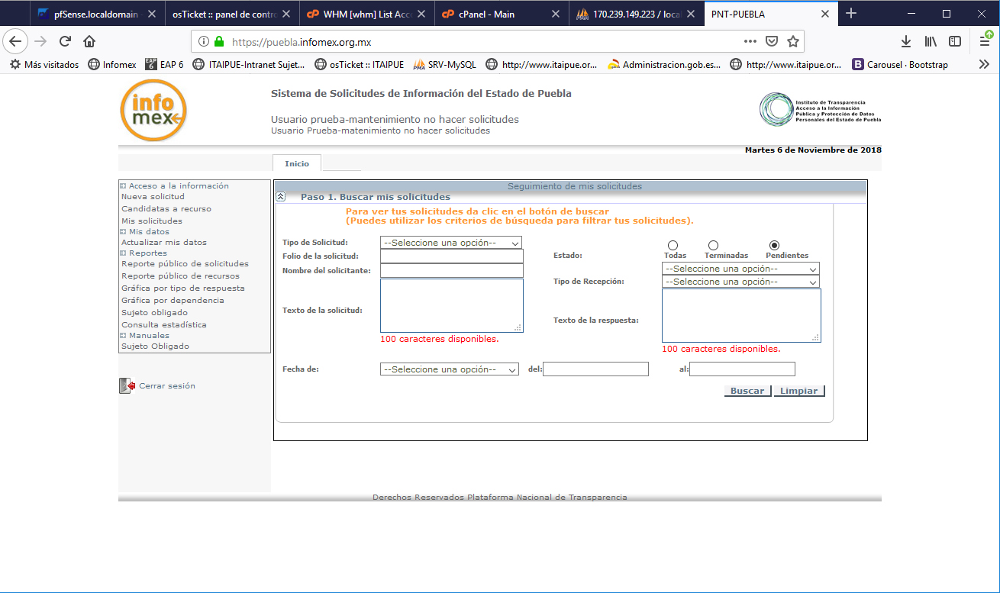 pfSense.localdomain -
osTicket :: panel de contro
WHM [whm] List Acco
cPanel - Main
170.239.149.223 / local
PNT-PUEBLA
https://puebla.infomex.org.mx
Más visitados
Infomex
EAP 6
EAP 6
ITAIPUE-Intranet Sujet...
osTicket :: ITAIPUE
PMA SRV-MySQL
http://www.itaipue.or...
Administracion.gob.es...
http://www.itaipue.or...
B Carousel · Bootstrap
info
mex
Sistema de Solicitudes de Información del Estado de Puebla
Usuario prueba-mantenimiento no hacer solicitudes
Usuario Prueba-matenimiento no hacer solicitudes
Instituto de Transparencia
Acceso a la Información
Pública y Protección de Datos
Personales del Estado de Puebla
Martes 6 de Noviembre de 2018
Inicio
Acceso a la información
Nueva solicitud
Candidatas a recurso
Mis solicitudes
Mis datos
Actualizar mis datos
Reportes
Reporte público de solicitudes
Reporte público de recursos
Gráfica por tipo de respuesta
Gráfica por dependencia
Sujeto obligado
Consulta estadística
Manuales
Sujeto Obligado
Cerrar sesión
Seguimiento de mis solicitudes
Paso 1. Buscar mis solicitudes
Para ver tus solicitudes da clic en el botón de buscar
(Puedes utilizar los criterios de búsqueda para filtrar tus solicitudes).
Tipo de Solicitud: --Seleccione una opción--
Folio de la solicitud:
Nombre del solicitante:
Texto de la solicitud:
100 caracteres disponibles.
Estado: Todas Terminadas Pendientes
--Seleccione una opción--
Tipo de Recepción: --Seleccione una opción--
Texto de la respuesta:
100 caracteres disponibles.
Fecha de: --Seleccione una opción-- del: al:
Buscar Limpiar
Derechos Reservados Plataforma Nacional de Transparencia